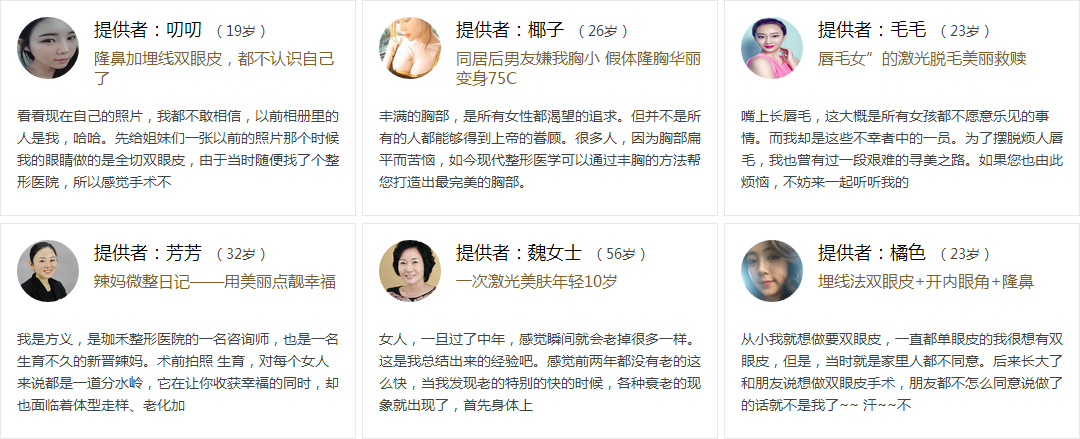 提供者：叨叨 （19岁）
隆鼻加埋线双眼皮，都不认识自己
了
看看现在自己的照片，我都不敢相信，以前相册里的
人是我，哈哈。先给姐妹们一张以前的照片那个时候
我的眼睛做的是全切双眼皮，由于当时随便找了个整
形医院，所以感觉手术不
提供者：椰子 （26岁）
同居后男友嫌我胸小 假体隆胸华丽
变身75C
丰满的胸部，是所有女性都渴望的追求。但并不是所
有的人都能够得到上帝的眷顾。很多人，因为胸部扁
平而苦恼，如今现代整形医学可以通过丰胸的方法帮
您打造出最完美的胸部。
提供者：毛毛 （23岁）
唇毛女”的激光脱毛美丽救赎
嘴上长唇毛，这大概是所有女孩都不愿意乐见的事
情。而我却是这些不幸者中的一员。为了摆脱烦人唇
毛，我也曾有过一段艰难的寻美之路。如果您也由此
烦恼，不妨来一起听听我的
提供者：芳芳 （32岁）
辣妈微整日记——用美丽点靓幸福
我是方义，是珈禾整形医院的一名咨询师，也是一名
生育不久的新晋辣妈。术前拍照 生育，对每个女人
来说都是一道分水岭，它在让你收获幸福的同时，却
也面临着体型走样、老化加
提供者：魏女士 （56岁）
一次激光美肤年轻10岁
女人，一旦过了中年，感觉瞬间就会老掉很多一样。
这是我总结出来的经验吧。感觉前两年都没有老的这
么快，当我发现老的特别的快的时候，各种衰老的现
象就出现了，首先身体上
提供者：橘色 （23岁）
埋线法双眼皮+开内眼角+隆鼻
从小我就想做要双眼皮，一直都单眼皮的我很想有双
眼皮，但是，当时就是家里人都不同意。后来长大了
和朋友说想做双眼皮手术，朋友都不怎么同意说做了
的话就不是我了~~ 汗~~不